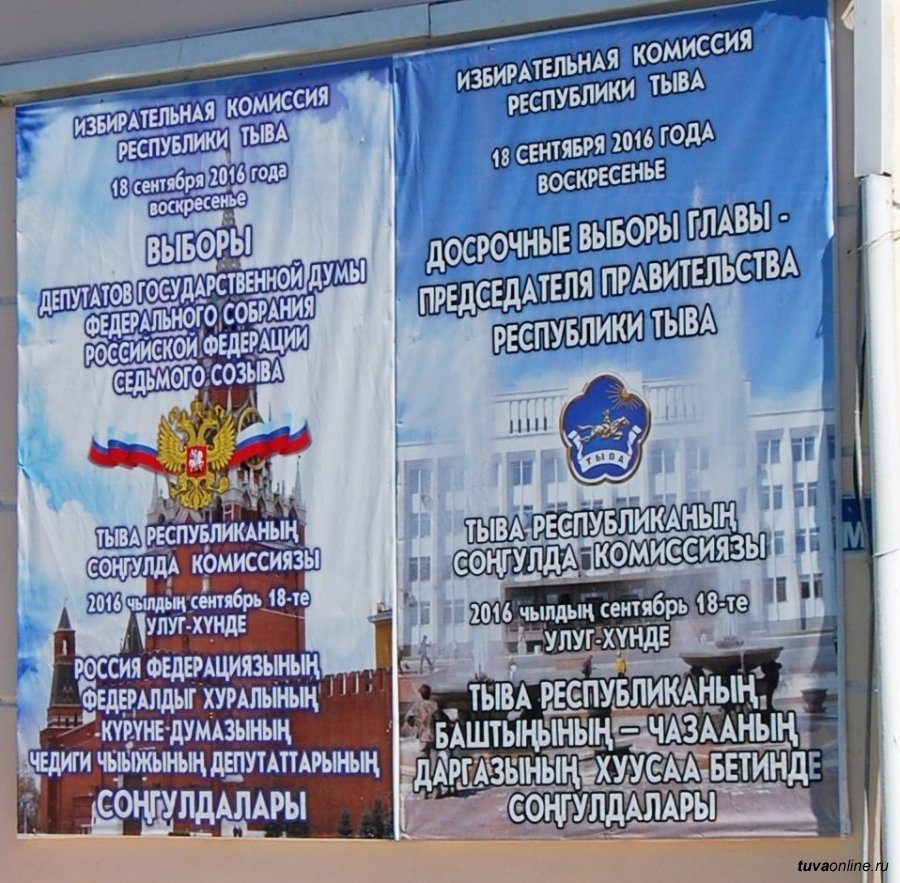 ИЗБИРАТЕЛЬНАЯ КОМИССИЯ
РЕСПУБЛИКИ ТЫВА
18 сентября 2016 года
воскресенье
ВЫБОРЫ
ДЕПУТАТОВ ГОСУДАРСТВЕННОЙ ДУМЫ
ФЕДЕРАЛЬНОГО СОБРАНИЯ
РОССИЙСКОЙ ФЕДЕРАЦИИ
СЕДЬМОГО СОЗЫВА
ТЫВА РЕСПУБЛИКАНЫҢ
СОҢГУЛДА КОМИССИЯЗЫ
2016 чылдың сентябрь 18-те
УЛУГ-ХҮНДЕ
РОССИЯ ФЕДЕРАЦИЯЗЫНЫҢ
ФЕДЕРАЛДЫГ ХУРАЛЫНЫҢ
КҮРҮНЕ-ДУМАЗЫНЫҢ
ЧЕДИГИ ЧЫЫЖЫНЫҢ ДЕПУТАТТАРЫНЫҢ
СОҢГУЛДАЛАРЫ
ИЗБИРАТЕЛЬНАЯ КОМИССИЯ
РЕСПУБЛИКИ ТЫВА
18 СЕНТЯБРЯ 2016 ГОДА
ВОСКРЕСЕНЬЕ
ДОСРОЧНЫЕ ВЫБОРЫ ГЛАВЫ -
ПРЕДСЕДАТЕЛЯ ПРАВИТЕЛЬСТВА
РЕСПУБЛИКИ ТЫВА
ТЫВА
ТЫВА РЕСПУБЛИКАНЫҢ
СОҢГУЛДА КОМИССИЯЗЫ
2016 чылдың сентябрь 18-те
УЛУГ-ХҮНДЕ
ТЫВА РЕСПУБЛИКАНЫҢ
БАШТЫҢЫНЫҢ – ЧАЗААНЫҢ
ДАРГАЗЫНЫҢ ХУУСАА БЕТИНДЕ
СОҢГУЛДАЛАРЫ
М
tuvaonline.ru